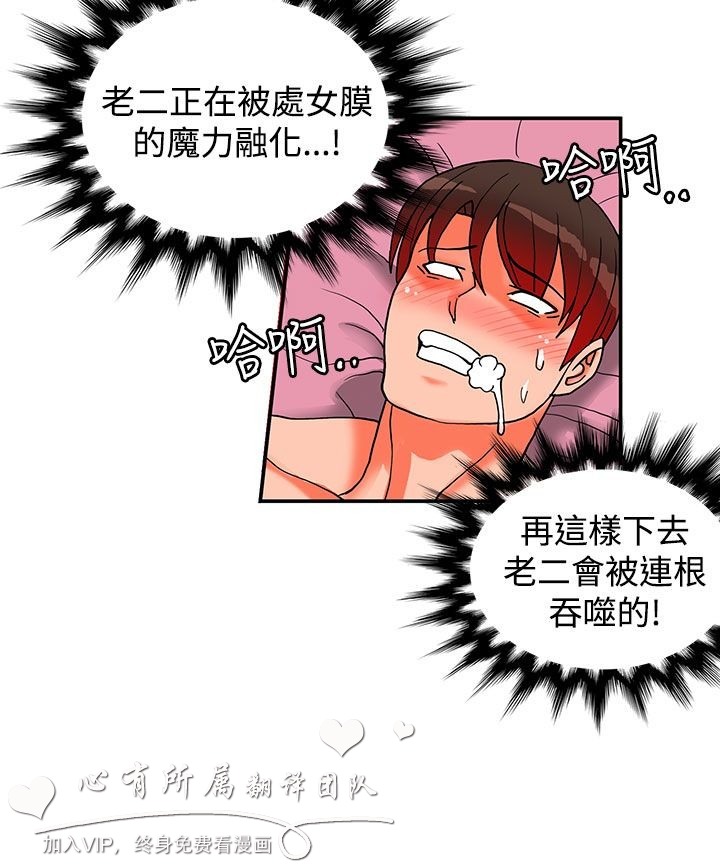 老二正在被處女膜
的魔力融化...!
哈啊..
哈啊..
再這樣下去
老二會被連根
吞噬的!
心有所属翻译团队
加入VIP，终身免费看漫画